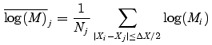 $\overline{\log(M)}_j = \frac{1}{N_j} \sum_{|X_i - X_j| \leq \Delta X/2} \log(M_i)$